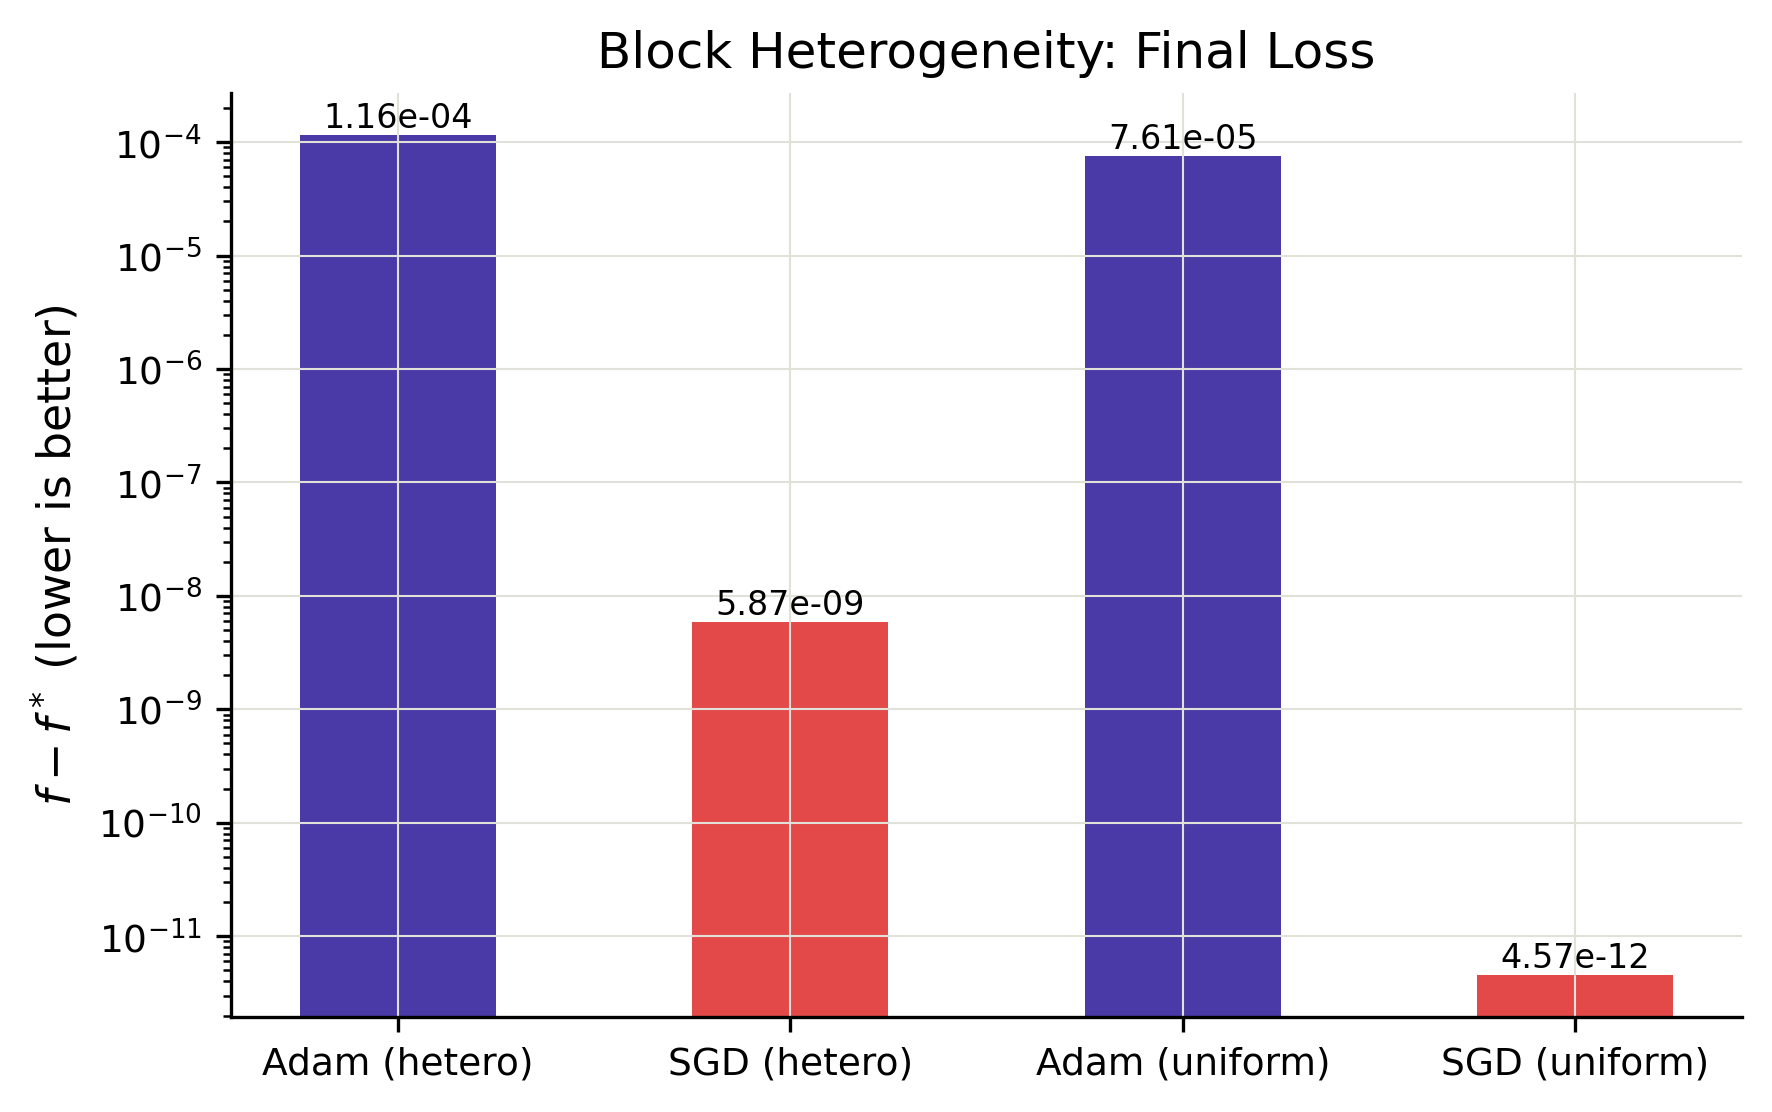 Block Heterogeneity: Final Loss
f − f* (lower is better)
10⁻⁴
10⁻⁵
10⁻⁶
10⁻⁷
10⁻⁸
10⁻⁹
10⁻¹⁰
10⁻¹¹
1.16e-04
5.87e-09
7.61e-05
4.57e-12
Adam (hetero)
SGD (hetero)
Adam (uniform)
SGD (uniform)